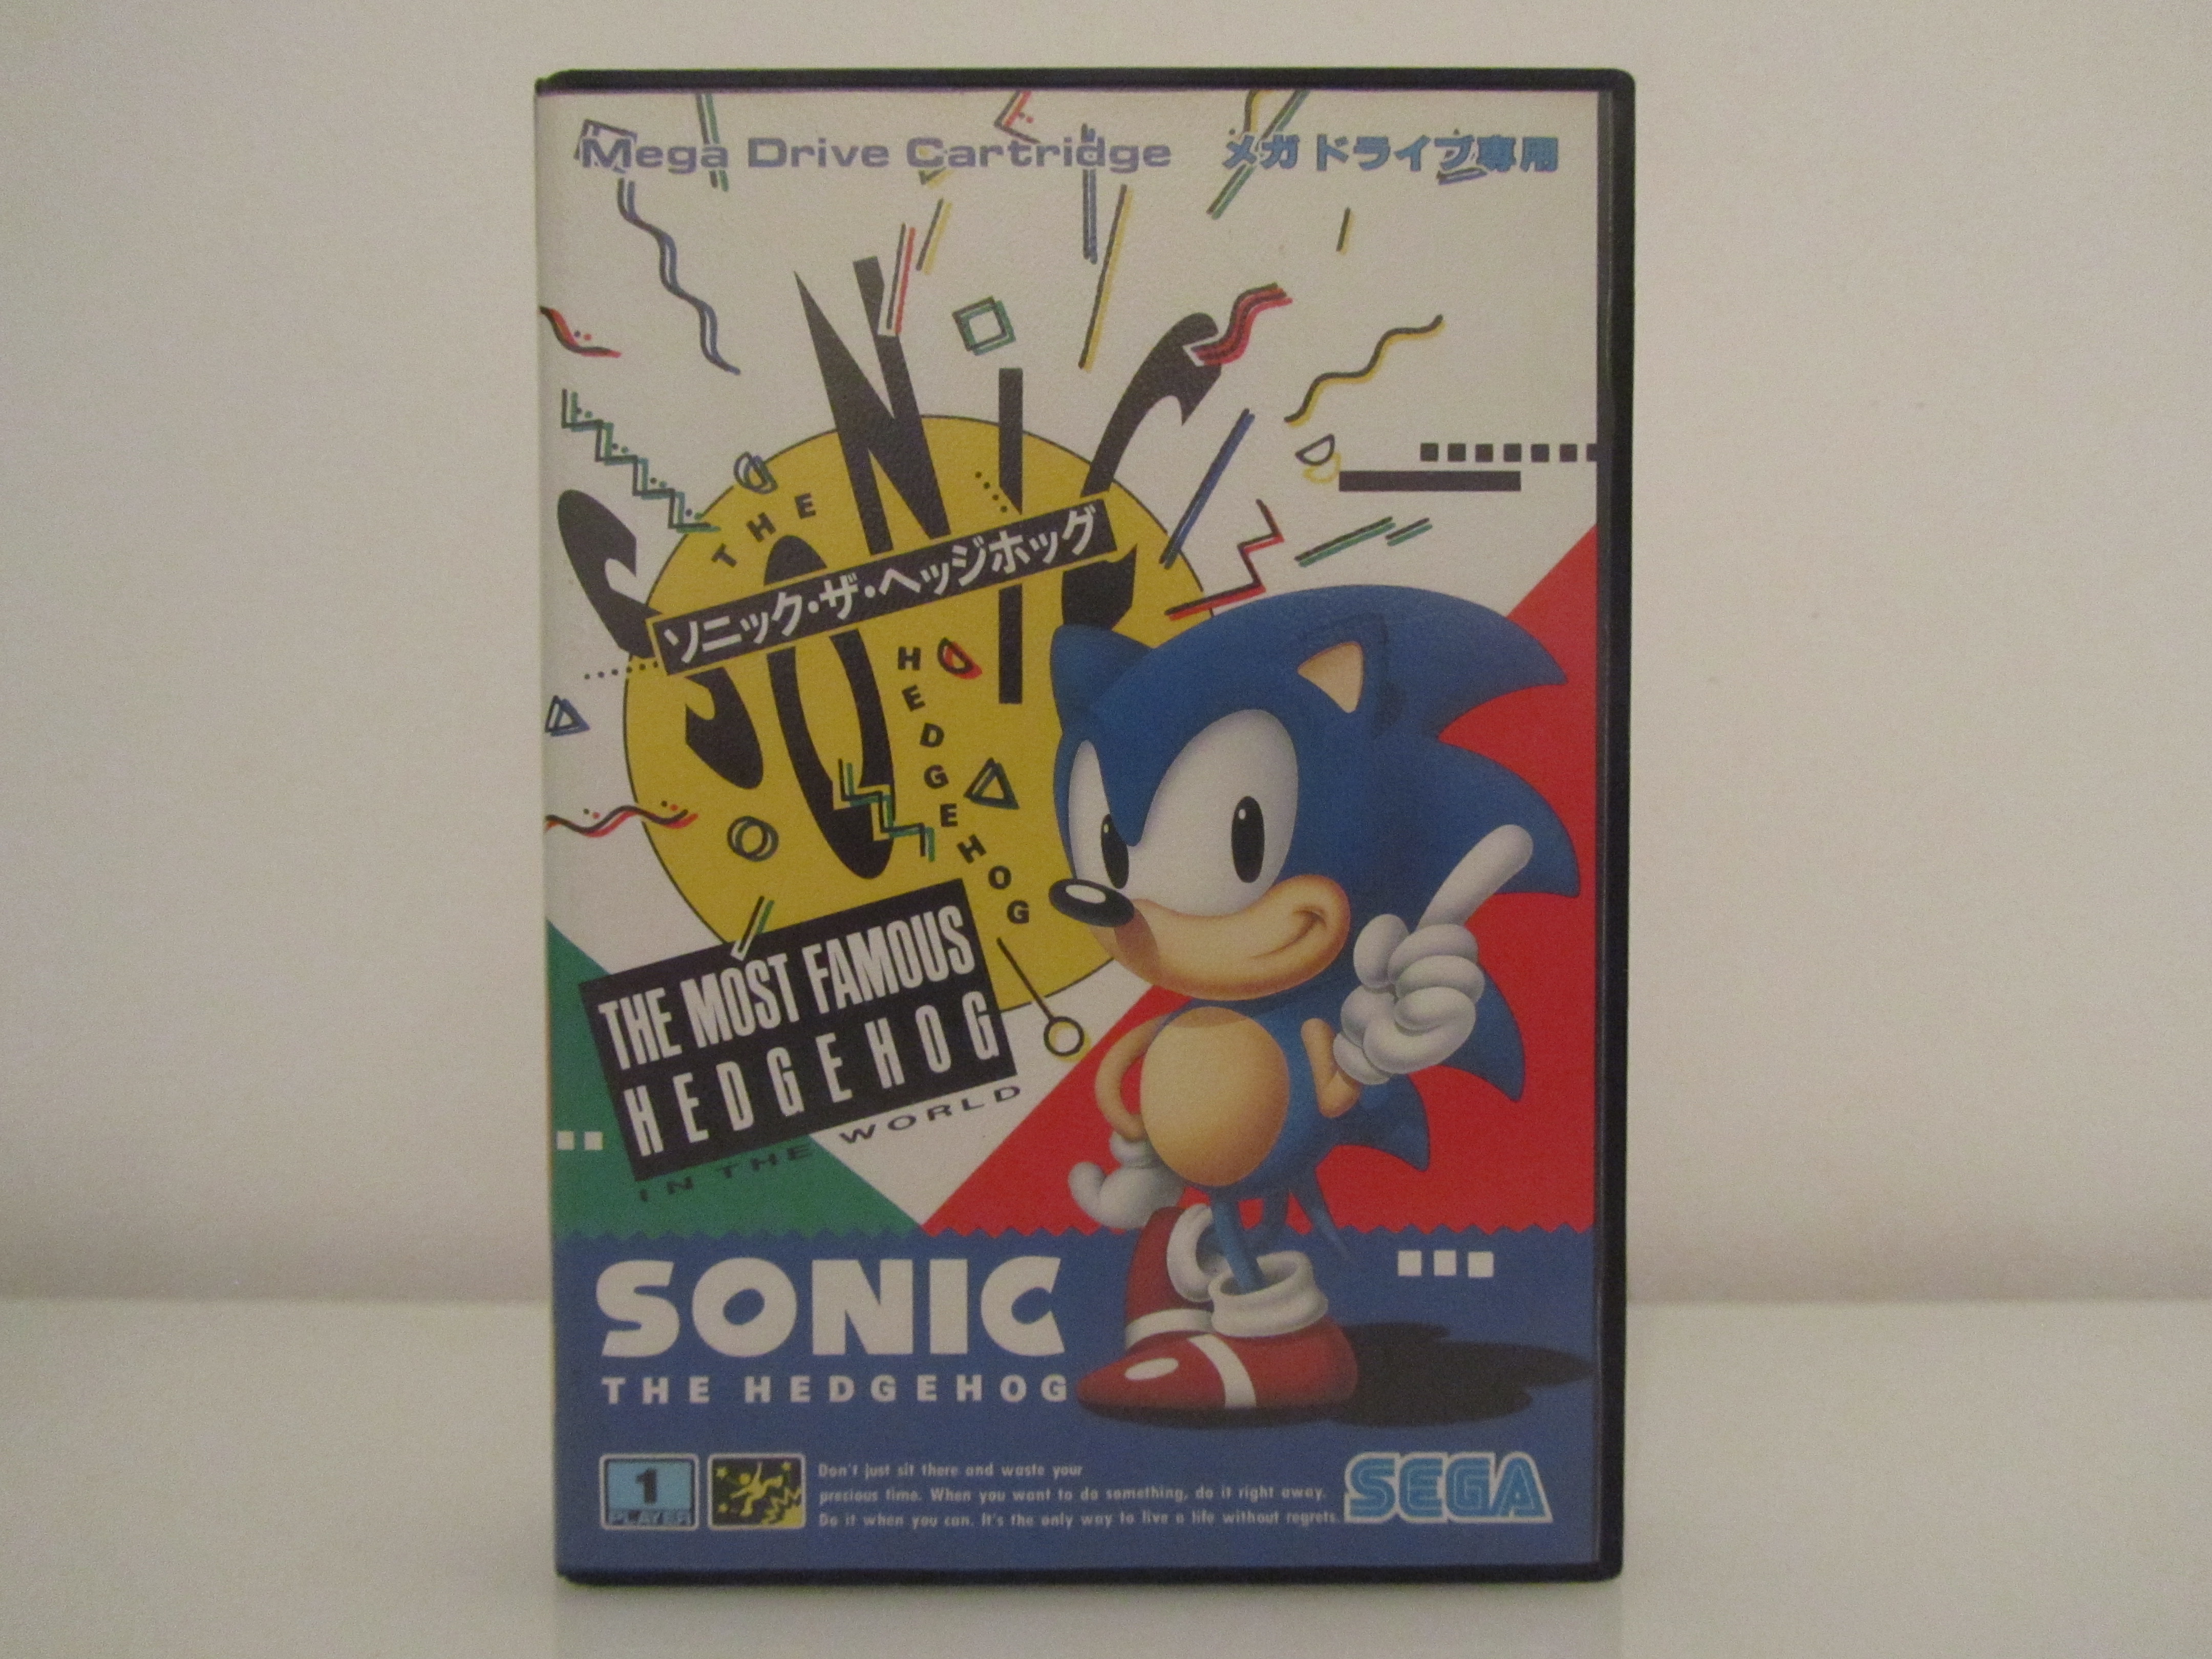 Mega Drive Cartridge メガドライブ専用
THE
SONIC
ソニック・ザ・ヘッジホッグ
HEDGEHOG
THE MOST FAMOUS
HEDGEHOG
IN THE WORLD
SONIC
THE HEDGEHOG
1
PLAYER
Don't just sit there and waste your
precious time. When you want to do something, do it right away.
Do it when you can. It's the only way to live a life without regrets.
SEGA